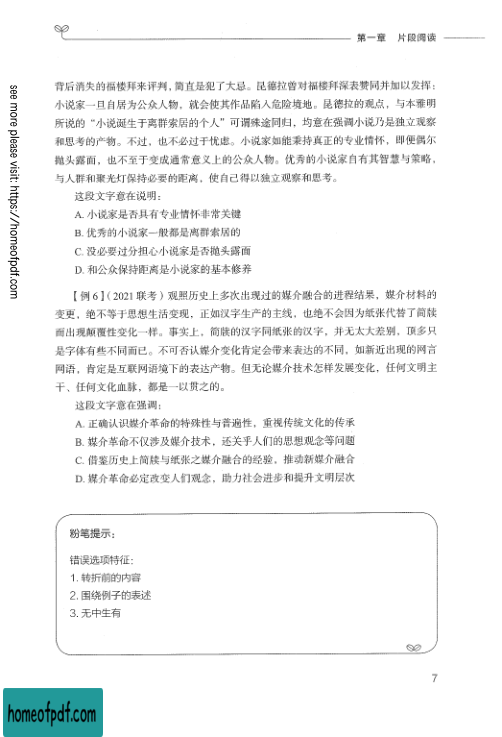 第一章 片段阅读
背后消失的福楼拜来评判，简直是犯了大忌。昆德拉曾对福楼拜深表赞同并加以发挥：
小说家一旦自居为公众人物，就会使其作品陷入危险境地。昆德拉的观点，与本雅明
所说的“小说诞生于离群索居的个人”可谓殊途同归，均意在强调小说乃是独立观察
和思考的产物。不过，也不必过于忧虑。小说家如能秉持真正的专业情怀，即便偶尔
抛头露面，也不至于变成通常意义上的公众人物。优秀的小说家自有其智慧与策略，
与人群和聚光灯保持必要的距离，使自己得以独立观察和思考。
这段文字意在说明：
A. 小说家是否具有专业情怀非常关键
B. 优秀的小说家一般都是离群索居的
C. 没必要过分担心小说家是否抛头露面
D. 和公众保持距离是小说家的基本修养
【例 6】（2021 联考）观照历史上多次出现过的媒介融合的进程结果，媒介材料的
变更，绝不等于思想生活变现，正如汉字生产的主线，也绝不会因为纸张代替了简牍
而出现颠覆性变化一样。事实上，简牍的汉字同纸张的汉字，并无太大差别，顶多只
是字体有些不同而已。不可否认媒介变化肯定会带来表达的不同，如新近出现的网言
网语，肯定是互联网语境下的表达产物。但无论媒介技术怎样发展变化，任何文明主
干、任何文化血脉，都是一以贯之的。
这段文字意在强调：
A. 正确认识媒介革命的特殊性与普遍性，重视传统文化的传承
B. 媒介革命不仅涉及媒介技术，还关乎人们的思想观念等问题
C. 借鉴历史上简牍与纸张之媒介融合的经验，推动新媒介融合
D. 媒介革命必定改变人们观念，助力社会进步和提升文明层次
粉笔提示：
错误选项特征：
1. 转折前的内容
2. 围绕例子的表述
3. 无中生有
7
see more please visit: https://homeofpdf.com
homeofpdf.com